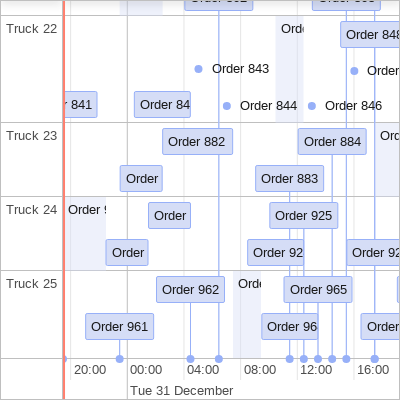 Truck 22
Order 848
Order 843
Order
r 841
Order 84
Order 844
Order 846
Truck 23
Order 882
Order 884
Order
Order 883
Truck 24
Order
Order 925
Order
Order 92
Order 92
Truck 25
Order 962
Order 965
Order 961
Order 96
Order
20:00
00:00
04:00
08:00
12:00
16:00
Tue 31 December